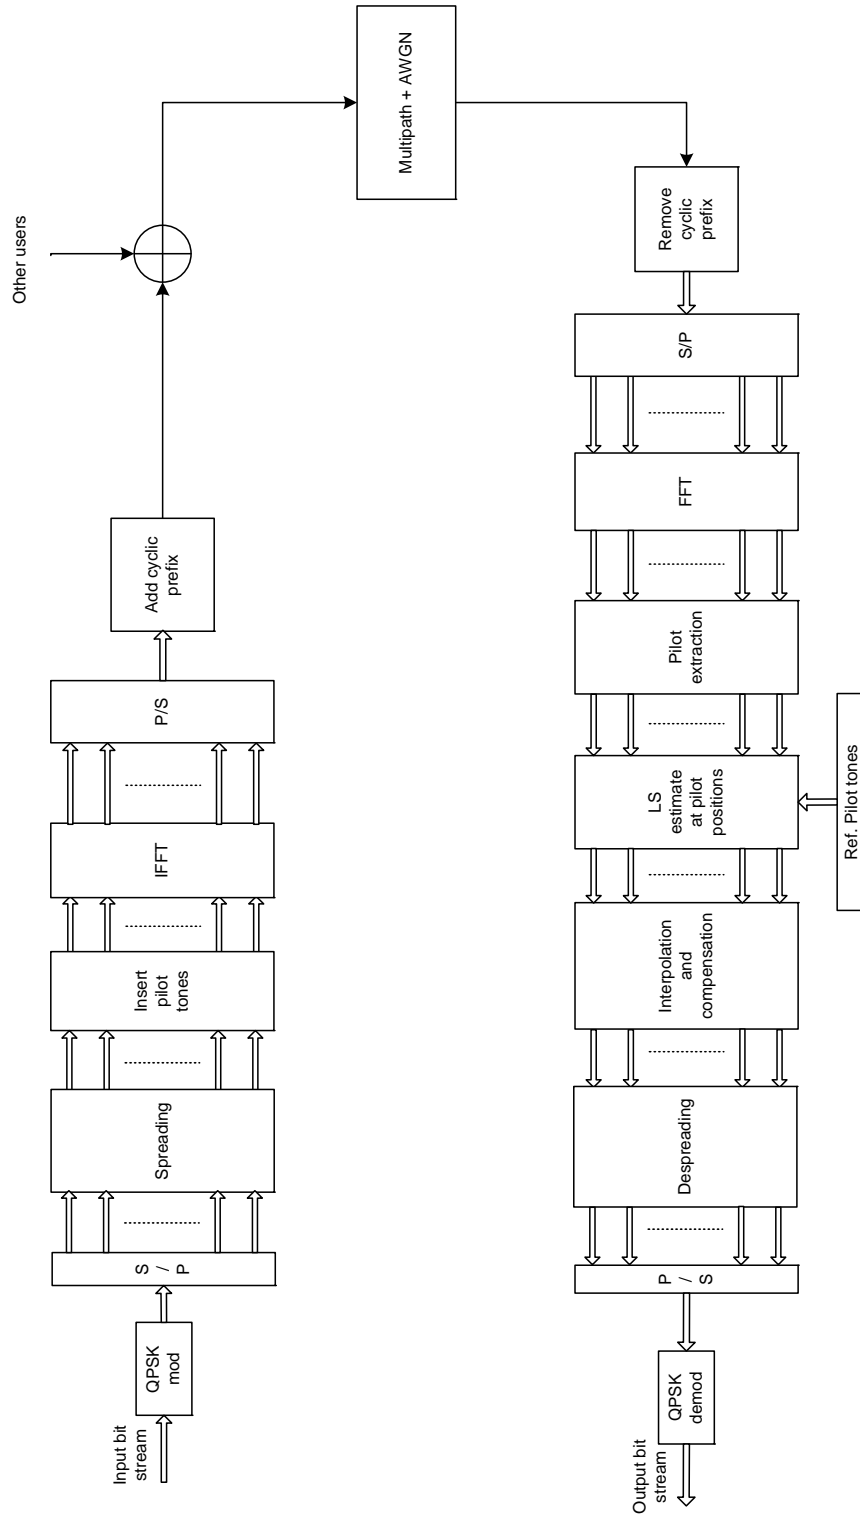 Input bit
stream
QPSK
mod
S
/
P
Spreading
Insert
pilot
tones
IFFT
P/S
Add cyclic
prefix
Other users
Multipath + AWGN
Remove
cyclic
prefix
S/P
FFT
Pilot
extraction
LS
estimate
at pilot
positions
Ref. Pilot tones
Interpolation
and
compensation
Despreading
P
/
S
QPSK
demod
Output bit
stream